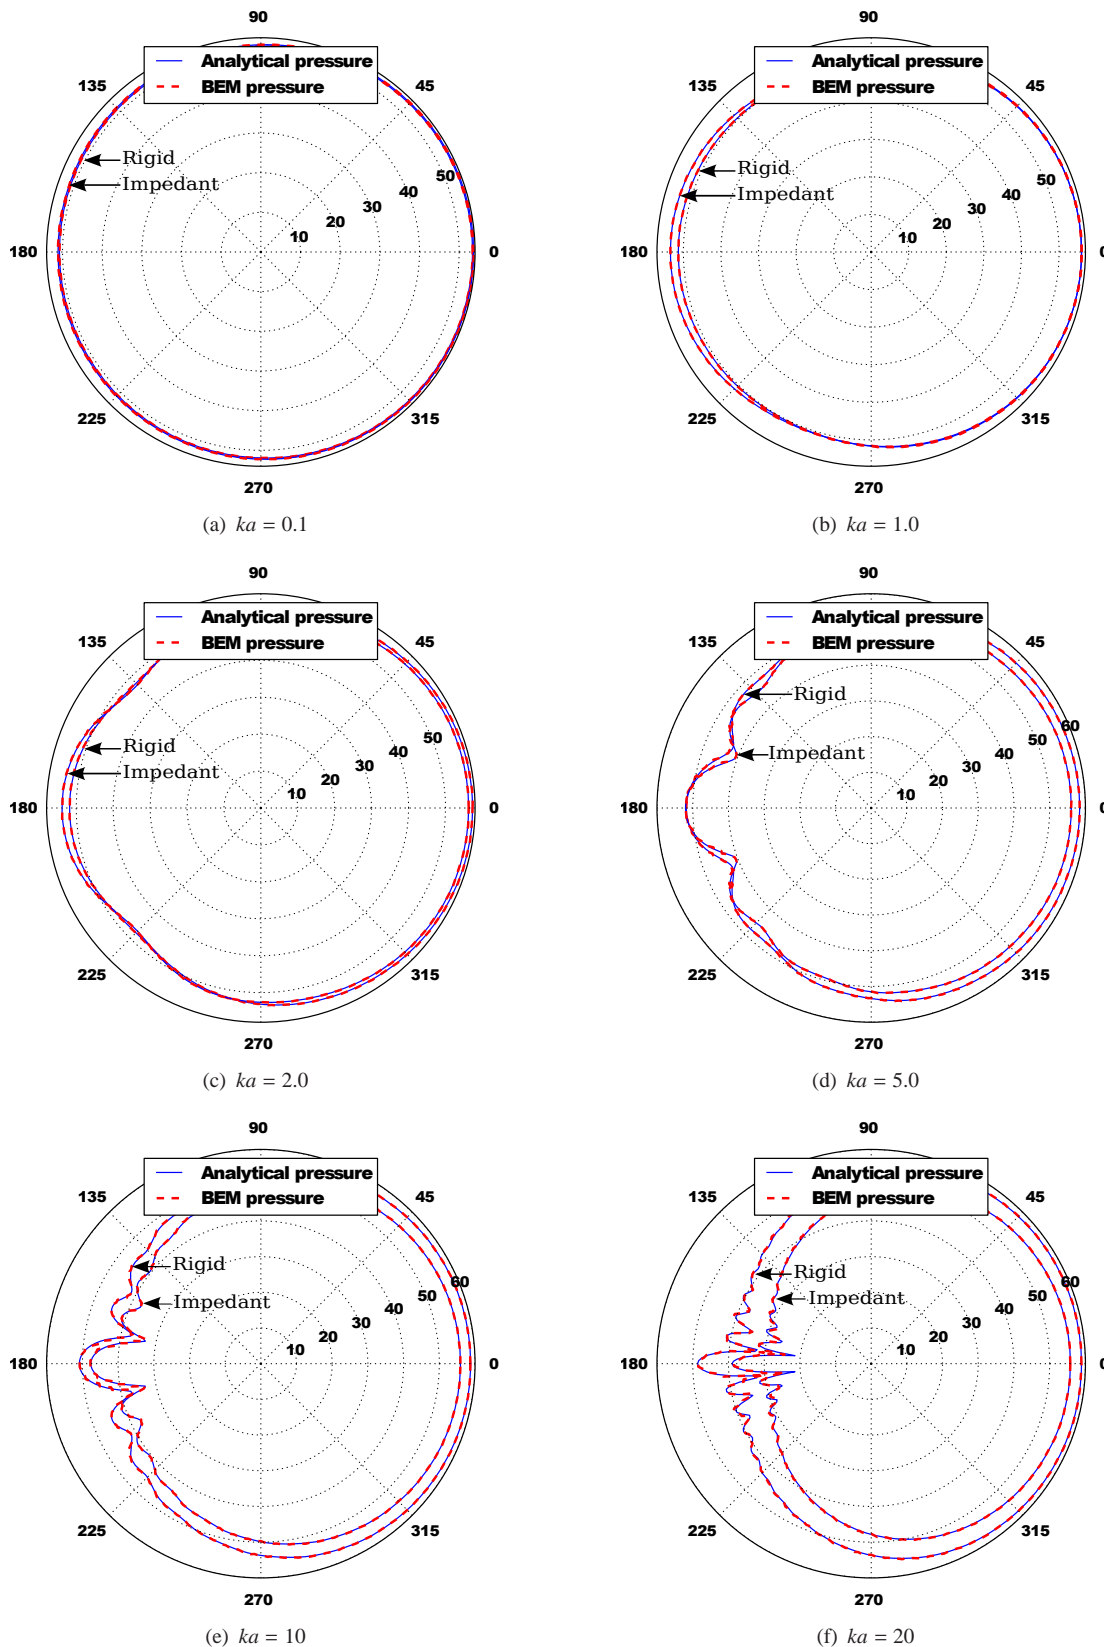 90
Analytical pressure
BEM pressure
135
45
Rigid
Impedant
50
40
30
20
10
180
0
225
315
270
(a) ka = 0.1
90
Analytical pressure
BEM pressure
135
45
Rigid
Impedant
50
40
30
20
10
180
0
225
315
270
(b) ka = 1.0
90
Analytical pressure
BEM pressure
135
45
Rigid
Impedant
50
40
30
20
10
180
0
225
315
270
(c) ka = 2.0
90
Analytical pressure
BEM pressure
135
45
Rigid
Impedant
60
50
40
30
20
10
180
0
225
315
270
(d) ka = 5.0
90
Analytical pressure
BEM pressure
135
45
Rigid
Impedant
60
50
40
30
20
10
180
0
225
315
270
(e) ka = 10
90
Analytical pressure
BEM pressure
135
45
Rigid
Impedant
60
50
40
30
20
10
180
0
225
315
270
(f) ka = 20